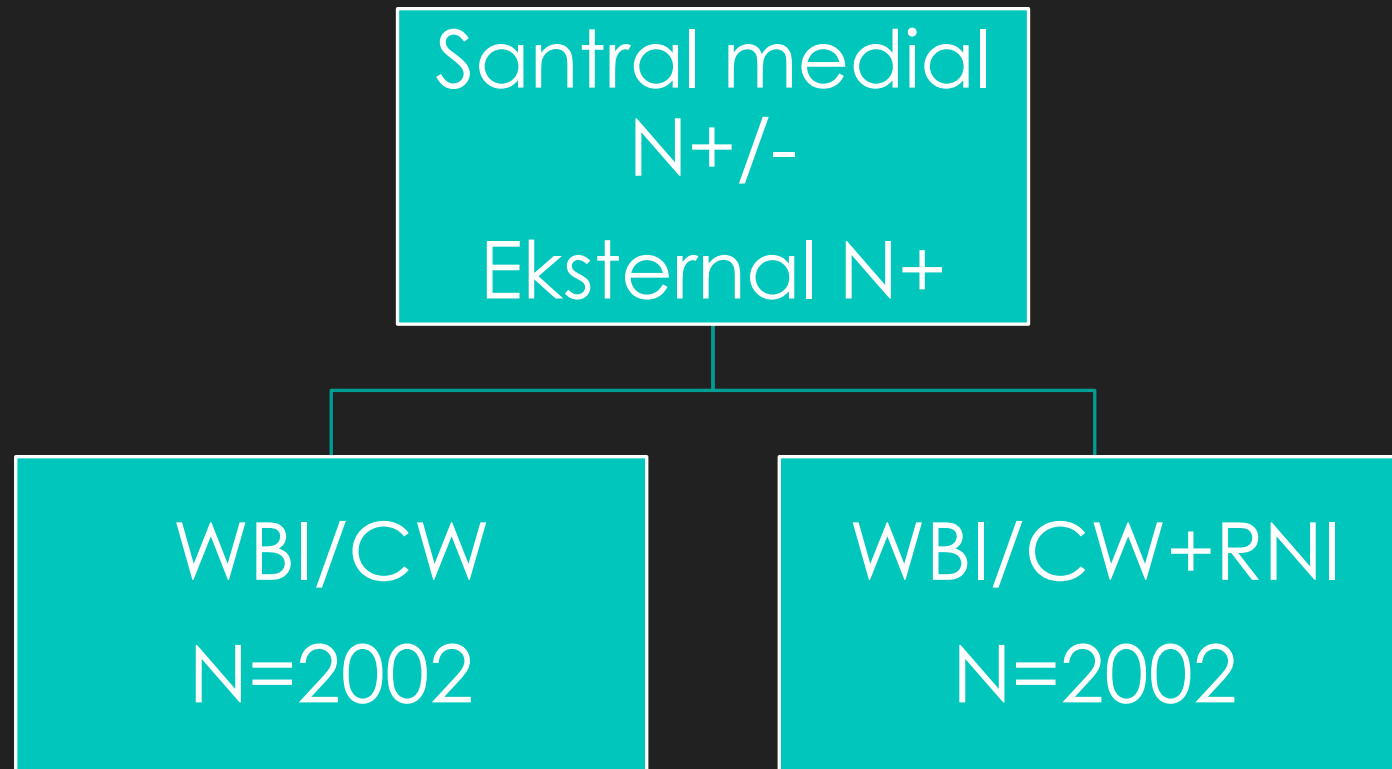 Santral medial
N+/-
Eksternal N+
WBI/CW
N=2002
WBI/CW+RNI
N=2002